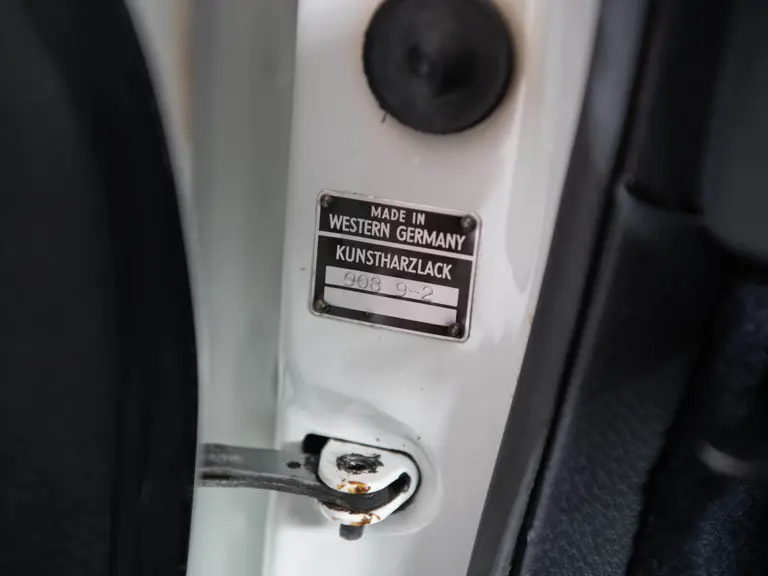 MADE IN
WESTERN GERMANY
KUNSTHARZLACK
908 9-2